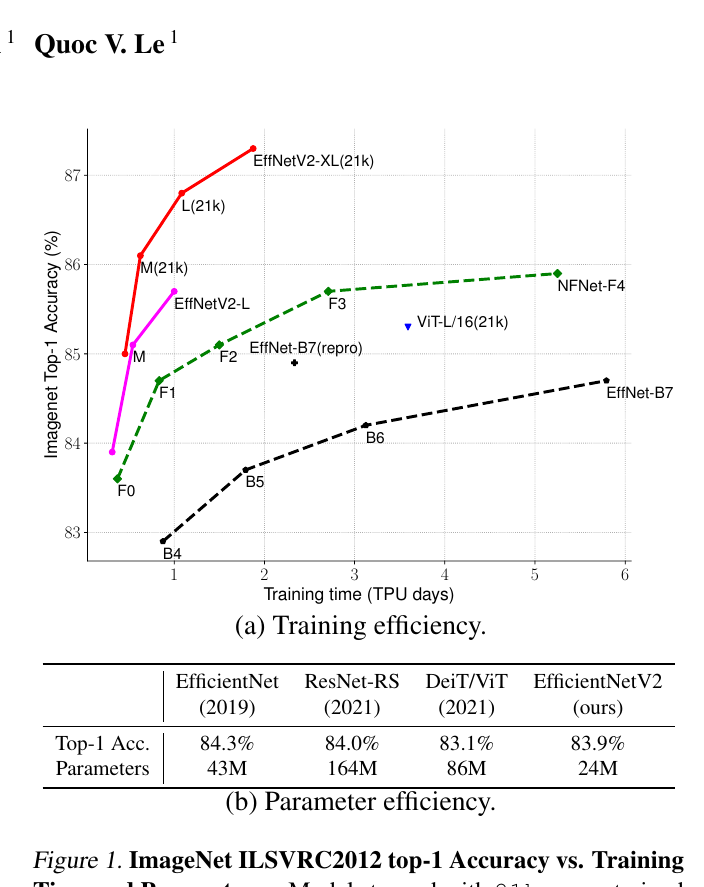 1 Quoc V. Le 1
Imagenet Top-1 Accuracy (%)
87
86
85
84
83
EffNetV2-XL(21k)
L(21k)
M(21k)
EffNetV2-L
M
NFNet-F4
F3
F2
F1
F0
ViT-L/16(21k)
EffNet-B7(repro)
EffNet-B7
B6
B5
B4
1 2 3 4 5 6
Training time (TPU days)
(a) Training efficiency.
EfficientNet ResNet-RS DeiT/ViT EfficientNetV2
(2019) (2021) (2021) (ours)
Top-1 Acc. 84.3% 84.0% 83.1% 83.9%
Parameters 43M 164M 86M 24M
(b) Parameter efficiency.
Figure 1. ImageNet ILSVRC2012 top-1 Accuracy vs. Training